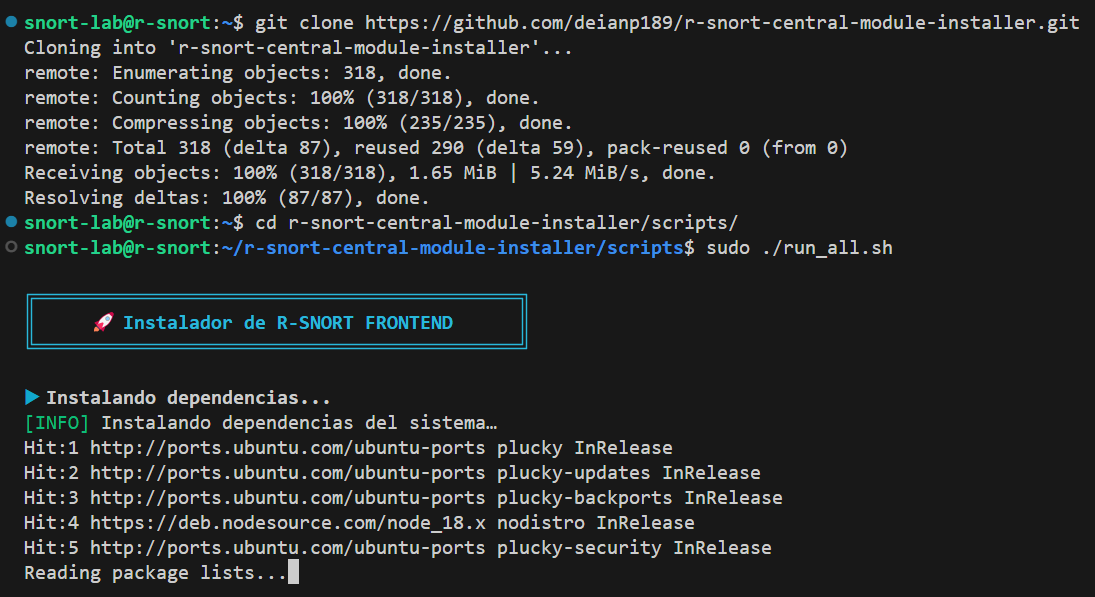 snort-lab@r-snort:~$ git clone https://github.com/deianp189/r-snort-central-module-installer.git
Cloning into 'r-snort-central-module-installer'...
remote: Enumerating objects: 318, done.
remote: Counting objects: 100% (318/318), done.
remote: Compressing objects: 100% (235/235), done.
remote: Total 318 (delta 87), reused 290 (delta 59), pack-reused 0 (from 0)
Receiving objects: 100% (318/318), 1.65 MiB | 5.24 MiB/s, done.
Resolving deltas: 100% (87/87), done.
snort-lab@r-snort:~$ cd r-snort-central-module-installer/scripts/
snort-lab@r-snort:~/r-snort-central-module-installer/scripts$ sudo ./run_all.sh
🚀 Instalador de R-SNORT FRONTEND
▶ Instalando dependencias...
[INFO] Instalando dependencias del sistema…
Hit:1 http://ports.ubuntu.com/ubuntu-ports plucky InRelease
Hit:2 http://ports.ubuntu.com/ubuntu-ports plucky-updates InRelease
Hit:3 http://ports.ubuntu.com/ubuntu-ports plucky-backports InRelease
Hit:4 https://deb.nodesource.com/node_18.x nodistro InRelease
Hit:5 http://ports.ubuntu.com/ubuntu-ports plucky-security InRelease
Reading package lists...